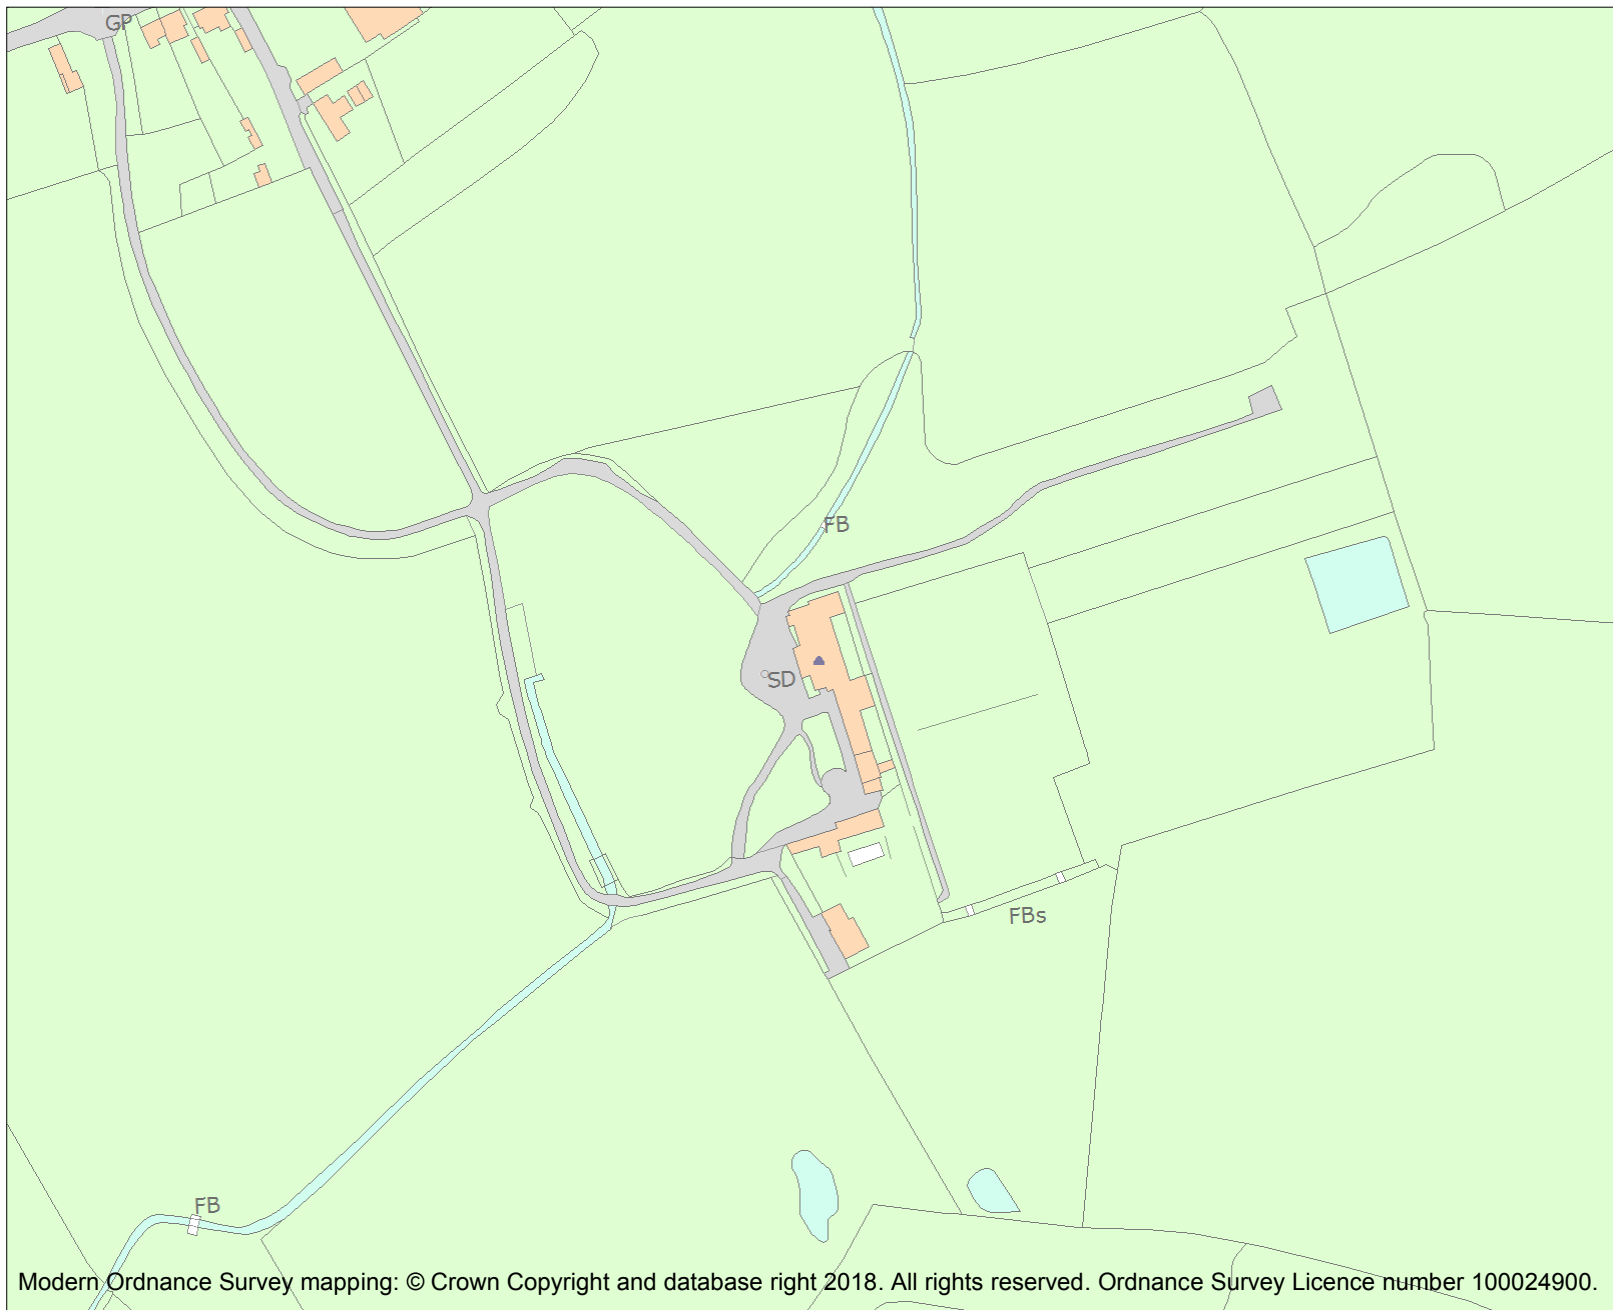 GP
FB
SD
FBs
FB
Modern Ordnance Survey mapping: © Crown Copyright and database right 2018. All rights reserved. Ordnance Survey Licence number 100024900.